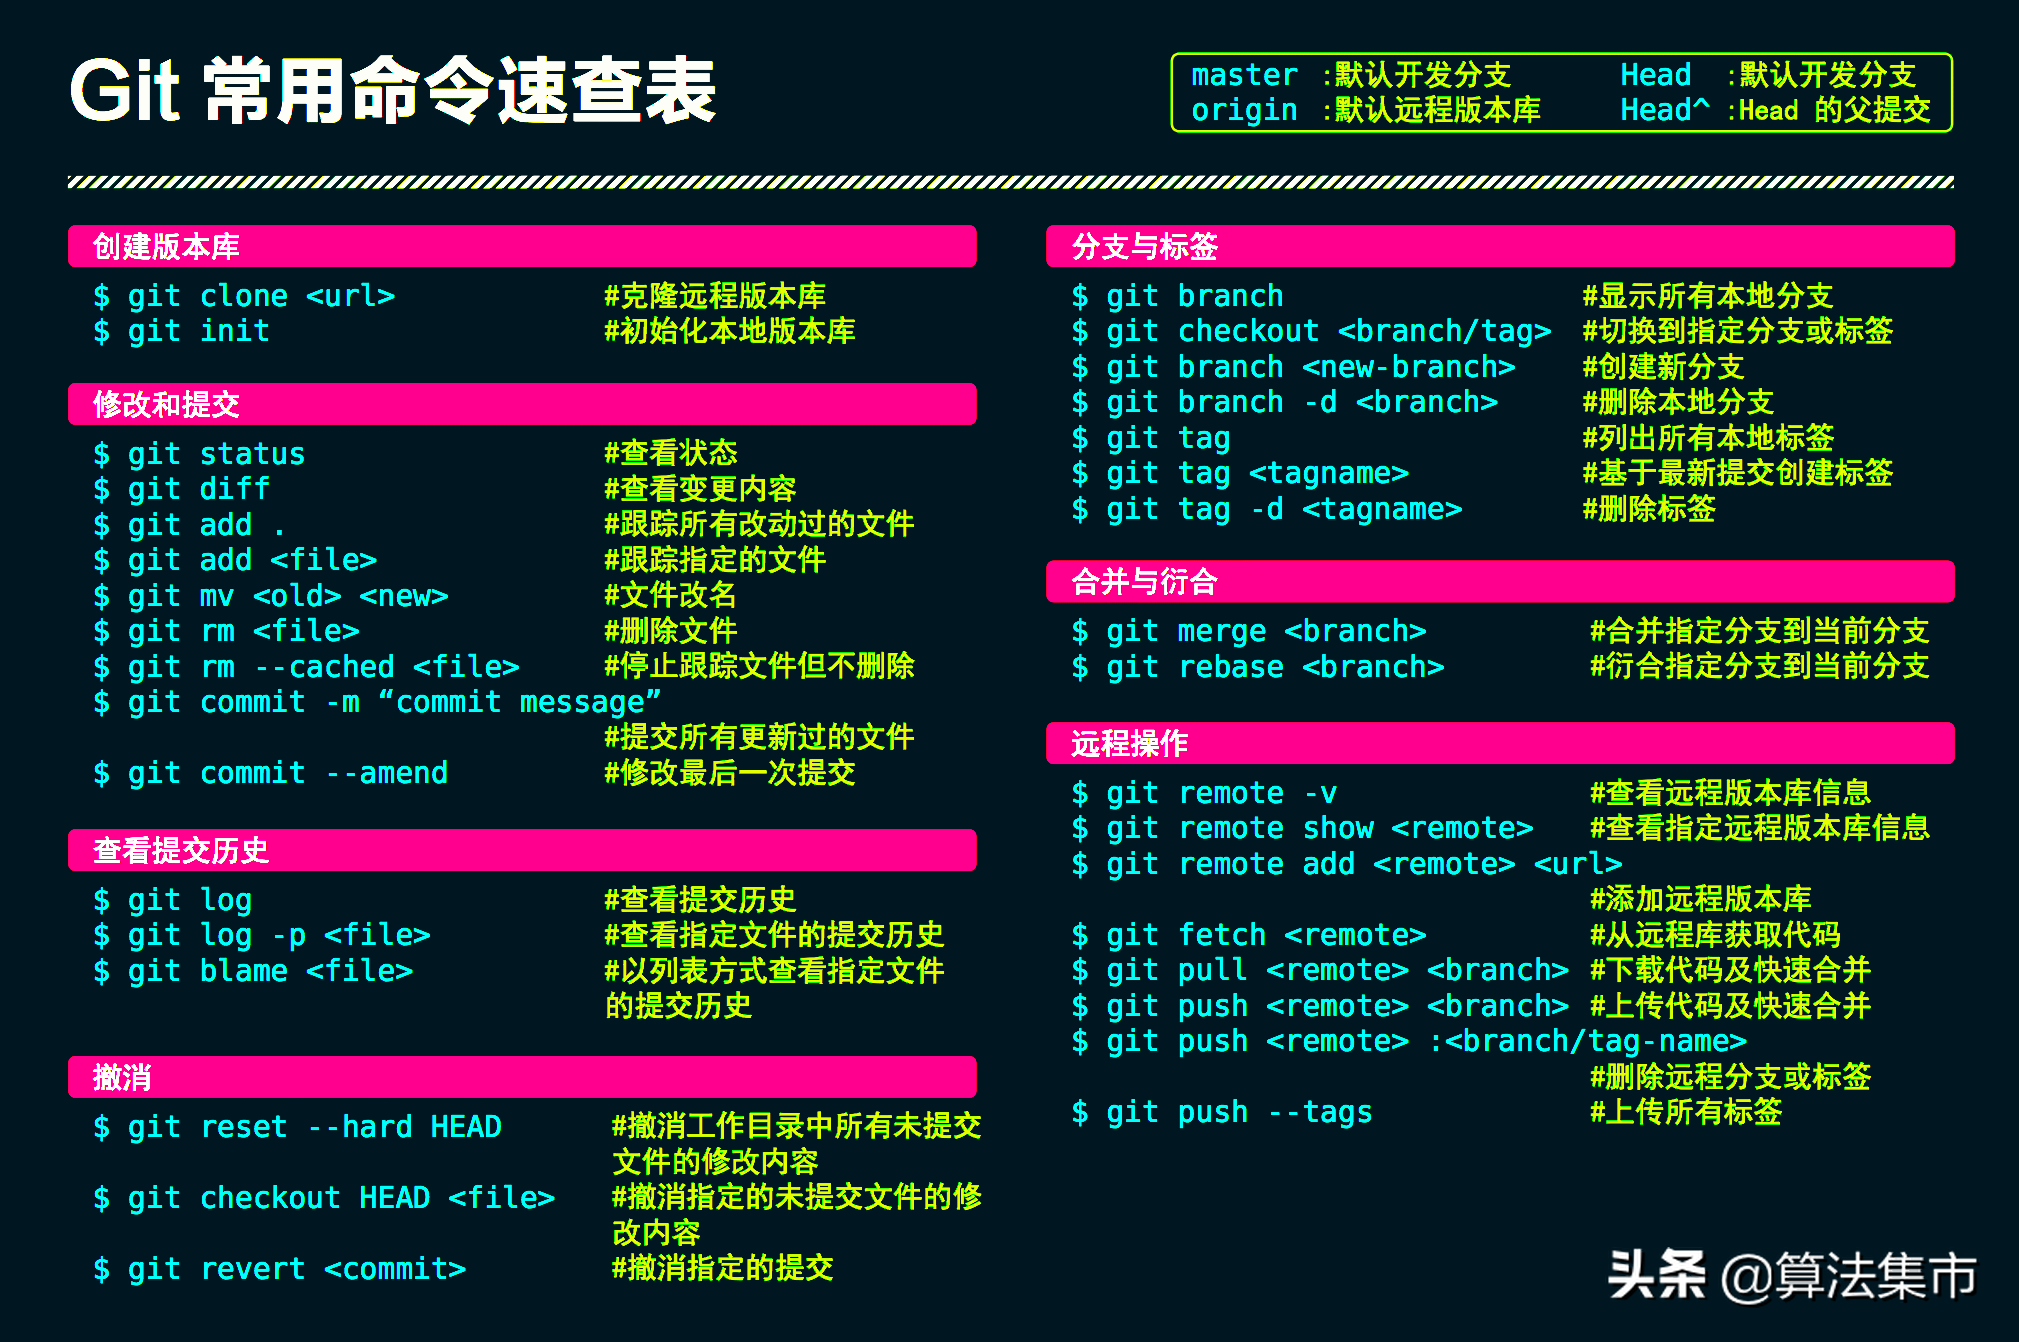 Git 常用命令速查表
master :默认开发分支 Head :默认开发分支
origin :默认远程版本库 Head^ :Head 的父提交
创建版本库
$ git clone <url> #克隆远程版本库
$ git init #初始化本地版本库
修改和提交
$ git status #查看状态
$ git diff #查看变更内容
$ git add . #跟踪所有改动过的文件
$ git add <file> #跟踪指定的文件
$ git mv <old> <new> #文件改名
$ git rm <file> #删除文件
$ git rm --cached <file> #停止跟踪文件但不删除
$ git commit -m “commit message”
#提交所有更新过的文件
$ git commit --amend #修改最后一次提交
查看提交历史
$ git log #查看提交历史
$ git log -p <file> #查看指定文件的提交历史
$ git blame <file> #以列表方式查看指定文件
的提交历史
撤消
$ git reset --hard HEAD #撤消工作目录中所有未提交
文件的修改内容
$ git checkout HEAD <file> #撤消指定的未提交文件的修
改内容
$ git revert <commit> #撤消指定的提交
分支与标签
$ git branch #显示所有本地分支
$ git checkout <branch/tag> #切换到指定分支或标签
$ git branch <new-branch> #创建新分支
$ git branch -d <branch> #删除本地分支
$ git tag #列出所有本地标签
$ git tag <tagname> #基于最新提交创建标签
$ git tag -d <tagname> #删除标签
合并与衍合
$ git merge <branch> #合并指定分支到当前分支
$ git rebase <branch> #衍合指定分支到当前分支
远程操作
$ git remote -v #查看远程版本库信息
$ git remote show <remote> #查看指定远程版本库信息
$ git remote add <remote> <url>
#添加远程版本库
$ git fetch <remote> #从远程库获取代码
$ git pull <remote> <branch> #下载代码及快速合并
$ git push <remote> <branch> #上传代码及快速合并
$ git push <remote> :<branch/tag-name>
#删除远程分支或标签
$ git push --tags #上传所有标签
头条 @算法集市